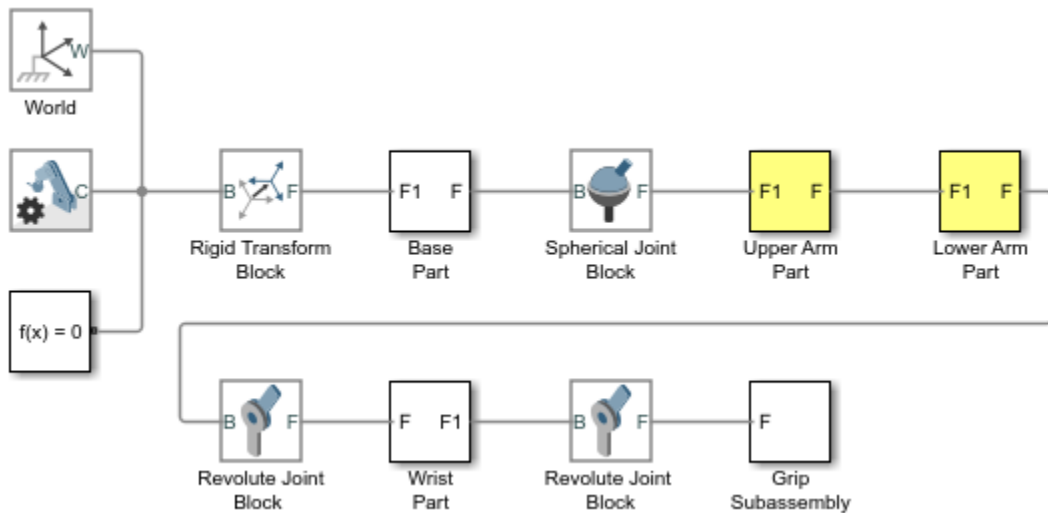 W
World
C
B F F1 F B F F1 F F1 F
Rigid Transform Block
Base Part
Spherical Joint Block
Upper Arm Part
Lower Arm Part
f(x) = 0
B F F F1 B F F
Revolute Joint Block
Wrist Part
Revolute Joint Block
Grip Subassembly